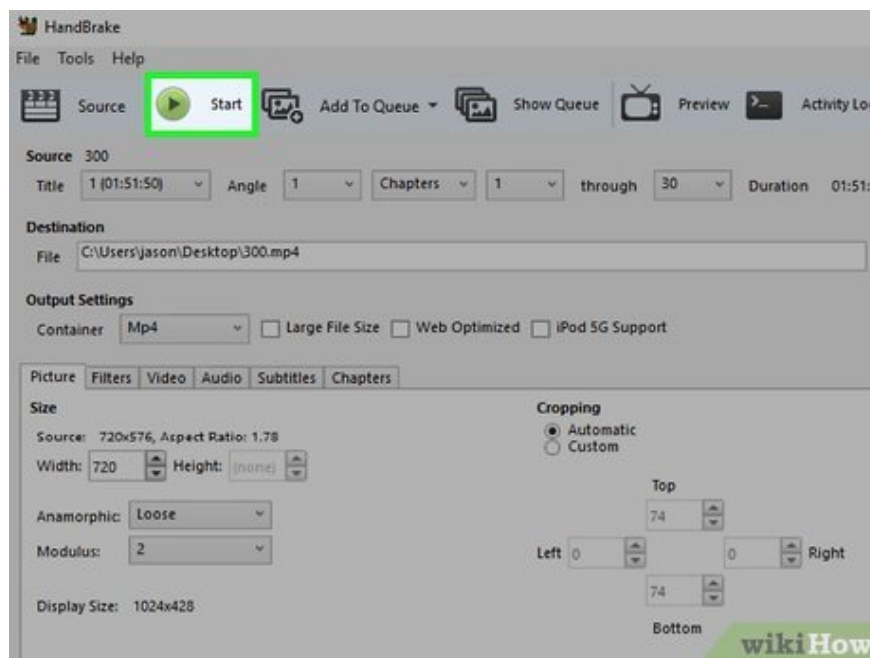 HandBrake
File Tools Help
Source Start Add To Queue Show Queue Preview Activity Lo
Source 300
Title 1 (01:51:50) Angle 1 Chapters 1 through 30 Duration 01:51:
Destination
File C:\Users\jason\Desktop\300.mp4
Output Settings
Container Mp4 Large File Size Web Optimized iPod 5G Support
Picture Filters Video Audio Subtitles Chapters
Size Cropping
Source: 720x576, Aspect Ratio: 1.78 Automatic
Custom
Width: 720 Height: (none)
Top
Anamorphic: Loose 74
Modulus: 2 Left 0 0 Right
74
Display Size: 1024x428
Bottom
wikiHow